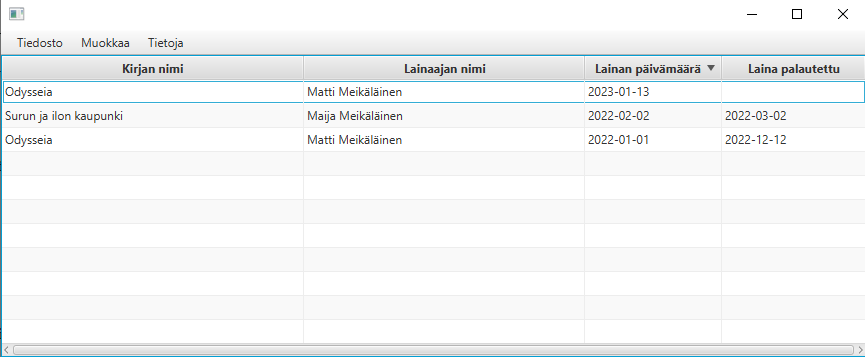 Tiedosto Muokkaa Tietoja
Kirjan nimi Lainaajan nimi Lainan päivämäärä Laina palautettu
Odysseia Matti Meikäläinen 2023-01-13
Surun ja ilon kaupunki Maija Meikäläinen 2022-02-02 2022-03-02
Odysseia Matti Meikäläinen 2022-01-01 2022-12-12